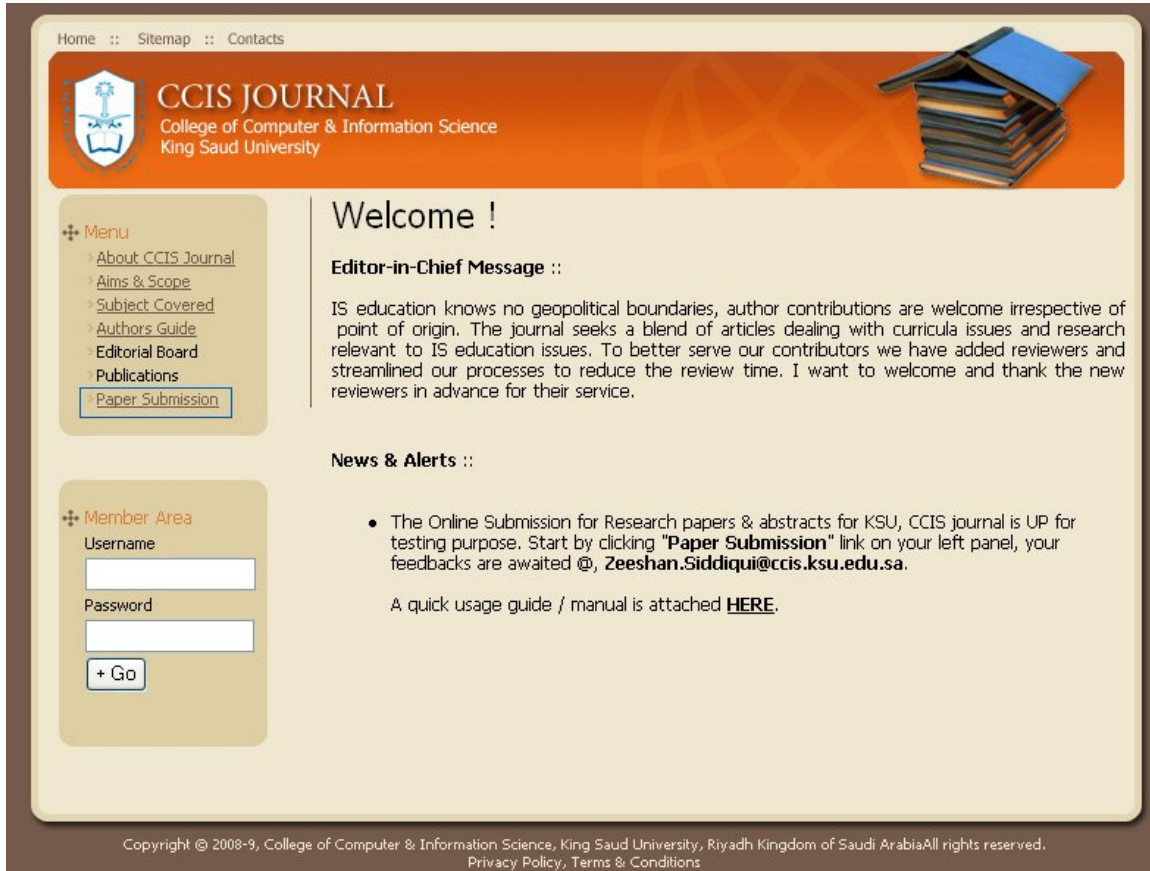 Home :: Sitemap :: Contacts
CCIS JOURNAL
College of Computer & Information Science
King Saud University
Menu
About CCIS Journal
Aims & Scope
Subject Covered
Authors Guide
Editorial Board
Publications
Paper Submission
Member Area
Username
Password
+ Go
Welcome !
Editor-in-Chief Message ::
IS education knows no geopolitical boundaries, author contributions are welcome irrespective of
point of origin. The journal seeks a blend of articles dealing with curricula issues and research
relevant to IS education issues. To better serve our contributors we have added reviewers and
streamlined our processes to reduce the review time. I want to welcome and thank the new
reviewers in advance for their service.
News & Alerts ::
• The Online Submission for Research papers & abstracts for KSU, CCIS journal is UP for
testing purpose. Start by clicking "Paper Submission" link on your left panel, your
feedbacks are awaited @, Zeeshan.Siddiqui@ccis.ksu.edu.sa.
A quick usage guide / manual is attached HERE.
Copyright @ 2008-9, College of Computer & Information Science, King Saud University, Riyadh Kingdom of Saudi ArabiaAll rights reserved.
Privacy Policy, Terms & Conditions